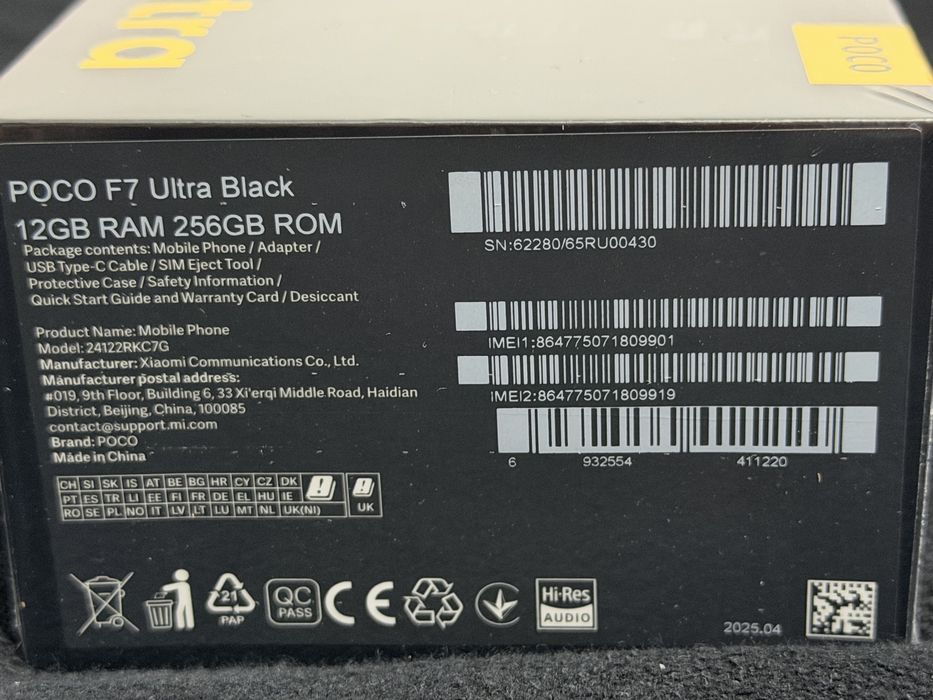 tra
POCO
POCO F7 Ultra Black
12GB RAM 256GB ROM
Package contents: Mobile Phone / Adapter /
USB Type-C Cable / SIM Eject Tool /
Protective Case / Safety Information /
Quick Start Guide and Warranty Card / Desiccant
Product Name: Mobile Phone
Model: 24122RKC7G
Manufacturer: Xiaomi Communications Co., Ltd.
Manufacturer postal address:
#019, 9th Floor, Building 6, 33 Xi'erqi Middle Road, Haidian
District, Beijing, China, 100085
contact@support.mi.com
Brand: POCO
Made in China
SN:62280/65RU00430
IMEI1:864775071809901
IMEI2:864775071809919
6 932554 411220
CH SI SK IS AT BE BG HR CY CZ DK
PT ES TR LI EE FI FR DE EL HU IE
RO SE PL NO IT LV LT LU MT NL UK(NI)
UK
21
PAP
QC
PASS
CE
Hi-Res
AUDIO
2025.04